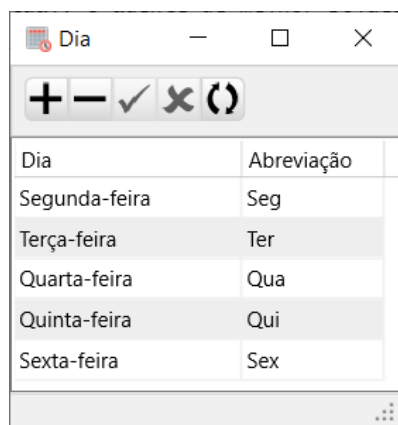 Dia
Dia Abreviação
Segunda-feira Seg
Terça-feira Ter
Quarta-feira Qua
Quinta-feira Qui
Sexta-feira Sex